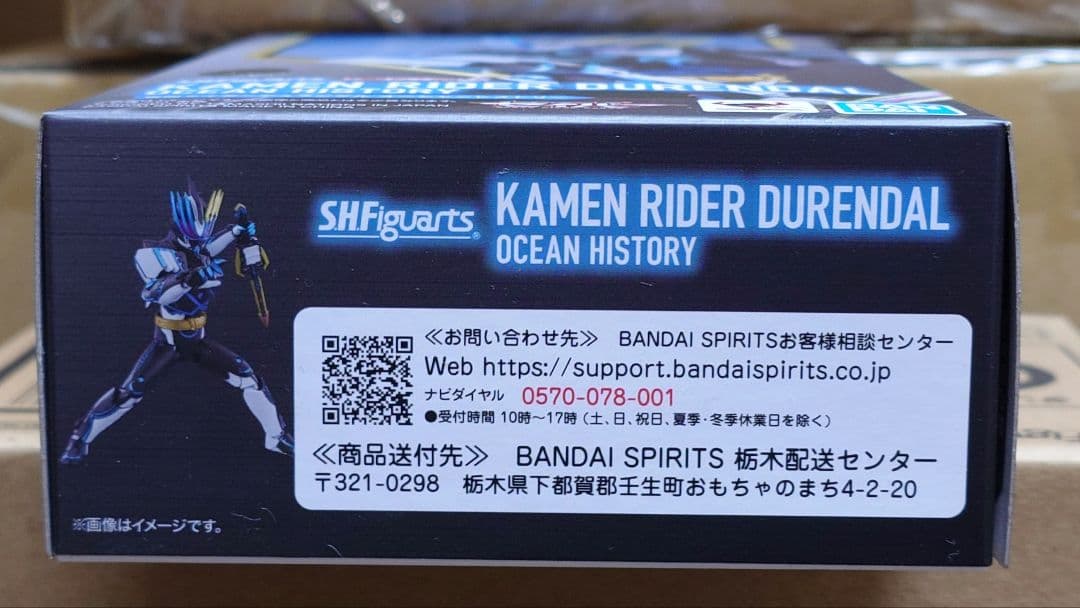 KAMEN RIDER DURENDAL
OCEAN HISTORY
S.H.Figuarts
KAMEN RIDER DURENDAL
OCEAN HISTORY
≪お問い合わせ先≫ BANDAI SPIRITSお客様相談センター
Web https://support.bandaispirits.co.jp
ナビダイヤル 0570-078-001
●受付時間 10時～17時（土、日、祝日、夏季・冬季休業日を除く）
≪商品送付先≫ BANDAI SPIRITS 栃木配送センター
〒321-0298 栃木県下都賀郡壬生町おもちゃのまち4-2-20
※画像はイメージです。